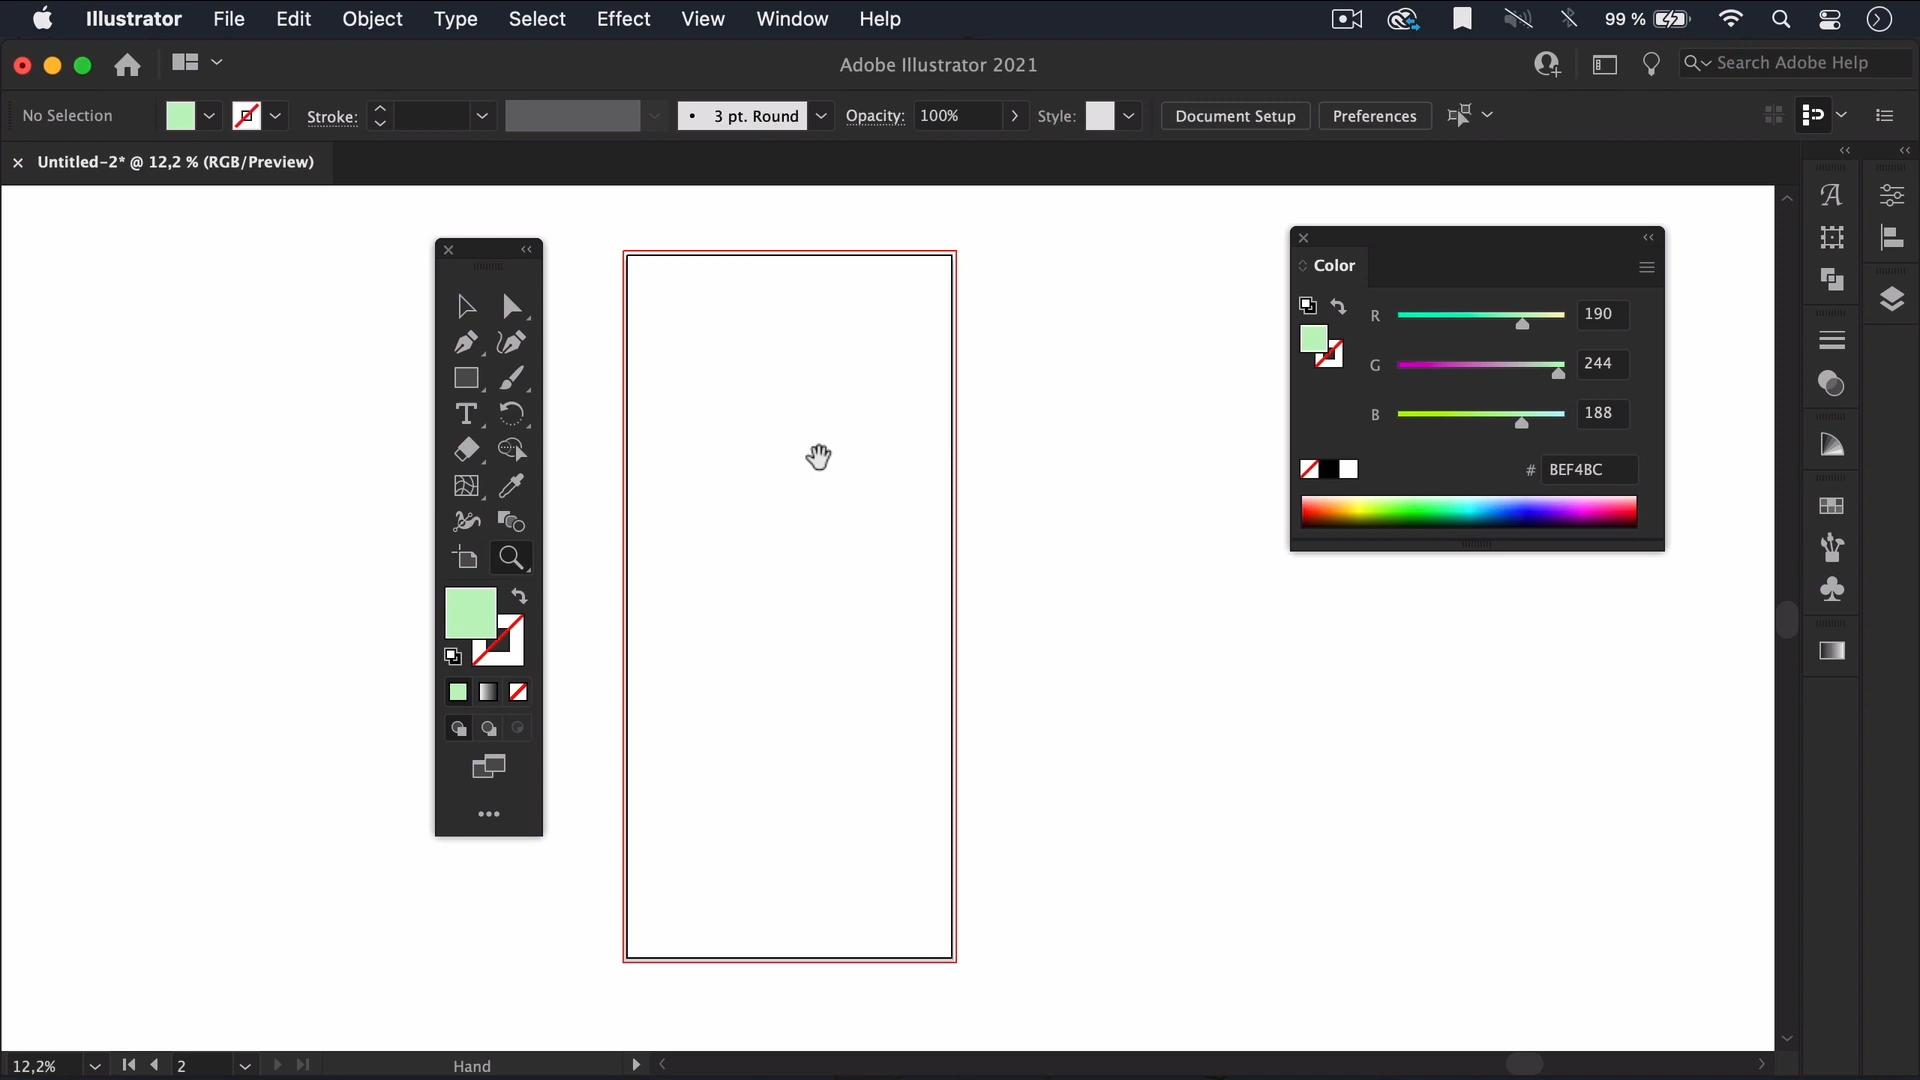 Illustrator File Edit Object Type Select Effect View Window Help 99 %
Adobe Illustrator 2021
Search Adobe Help
No Selection Stroke: 3 pt. Round Opacity: 100% Style: Document Setup Preferences
Untitled-2* @ 12,2 % (RGB/Preview)
Color
R 190
G 244
B 188
# BEF4BC
12,2% 2 Hand